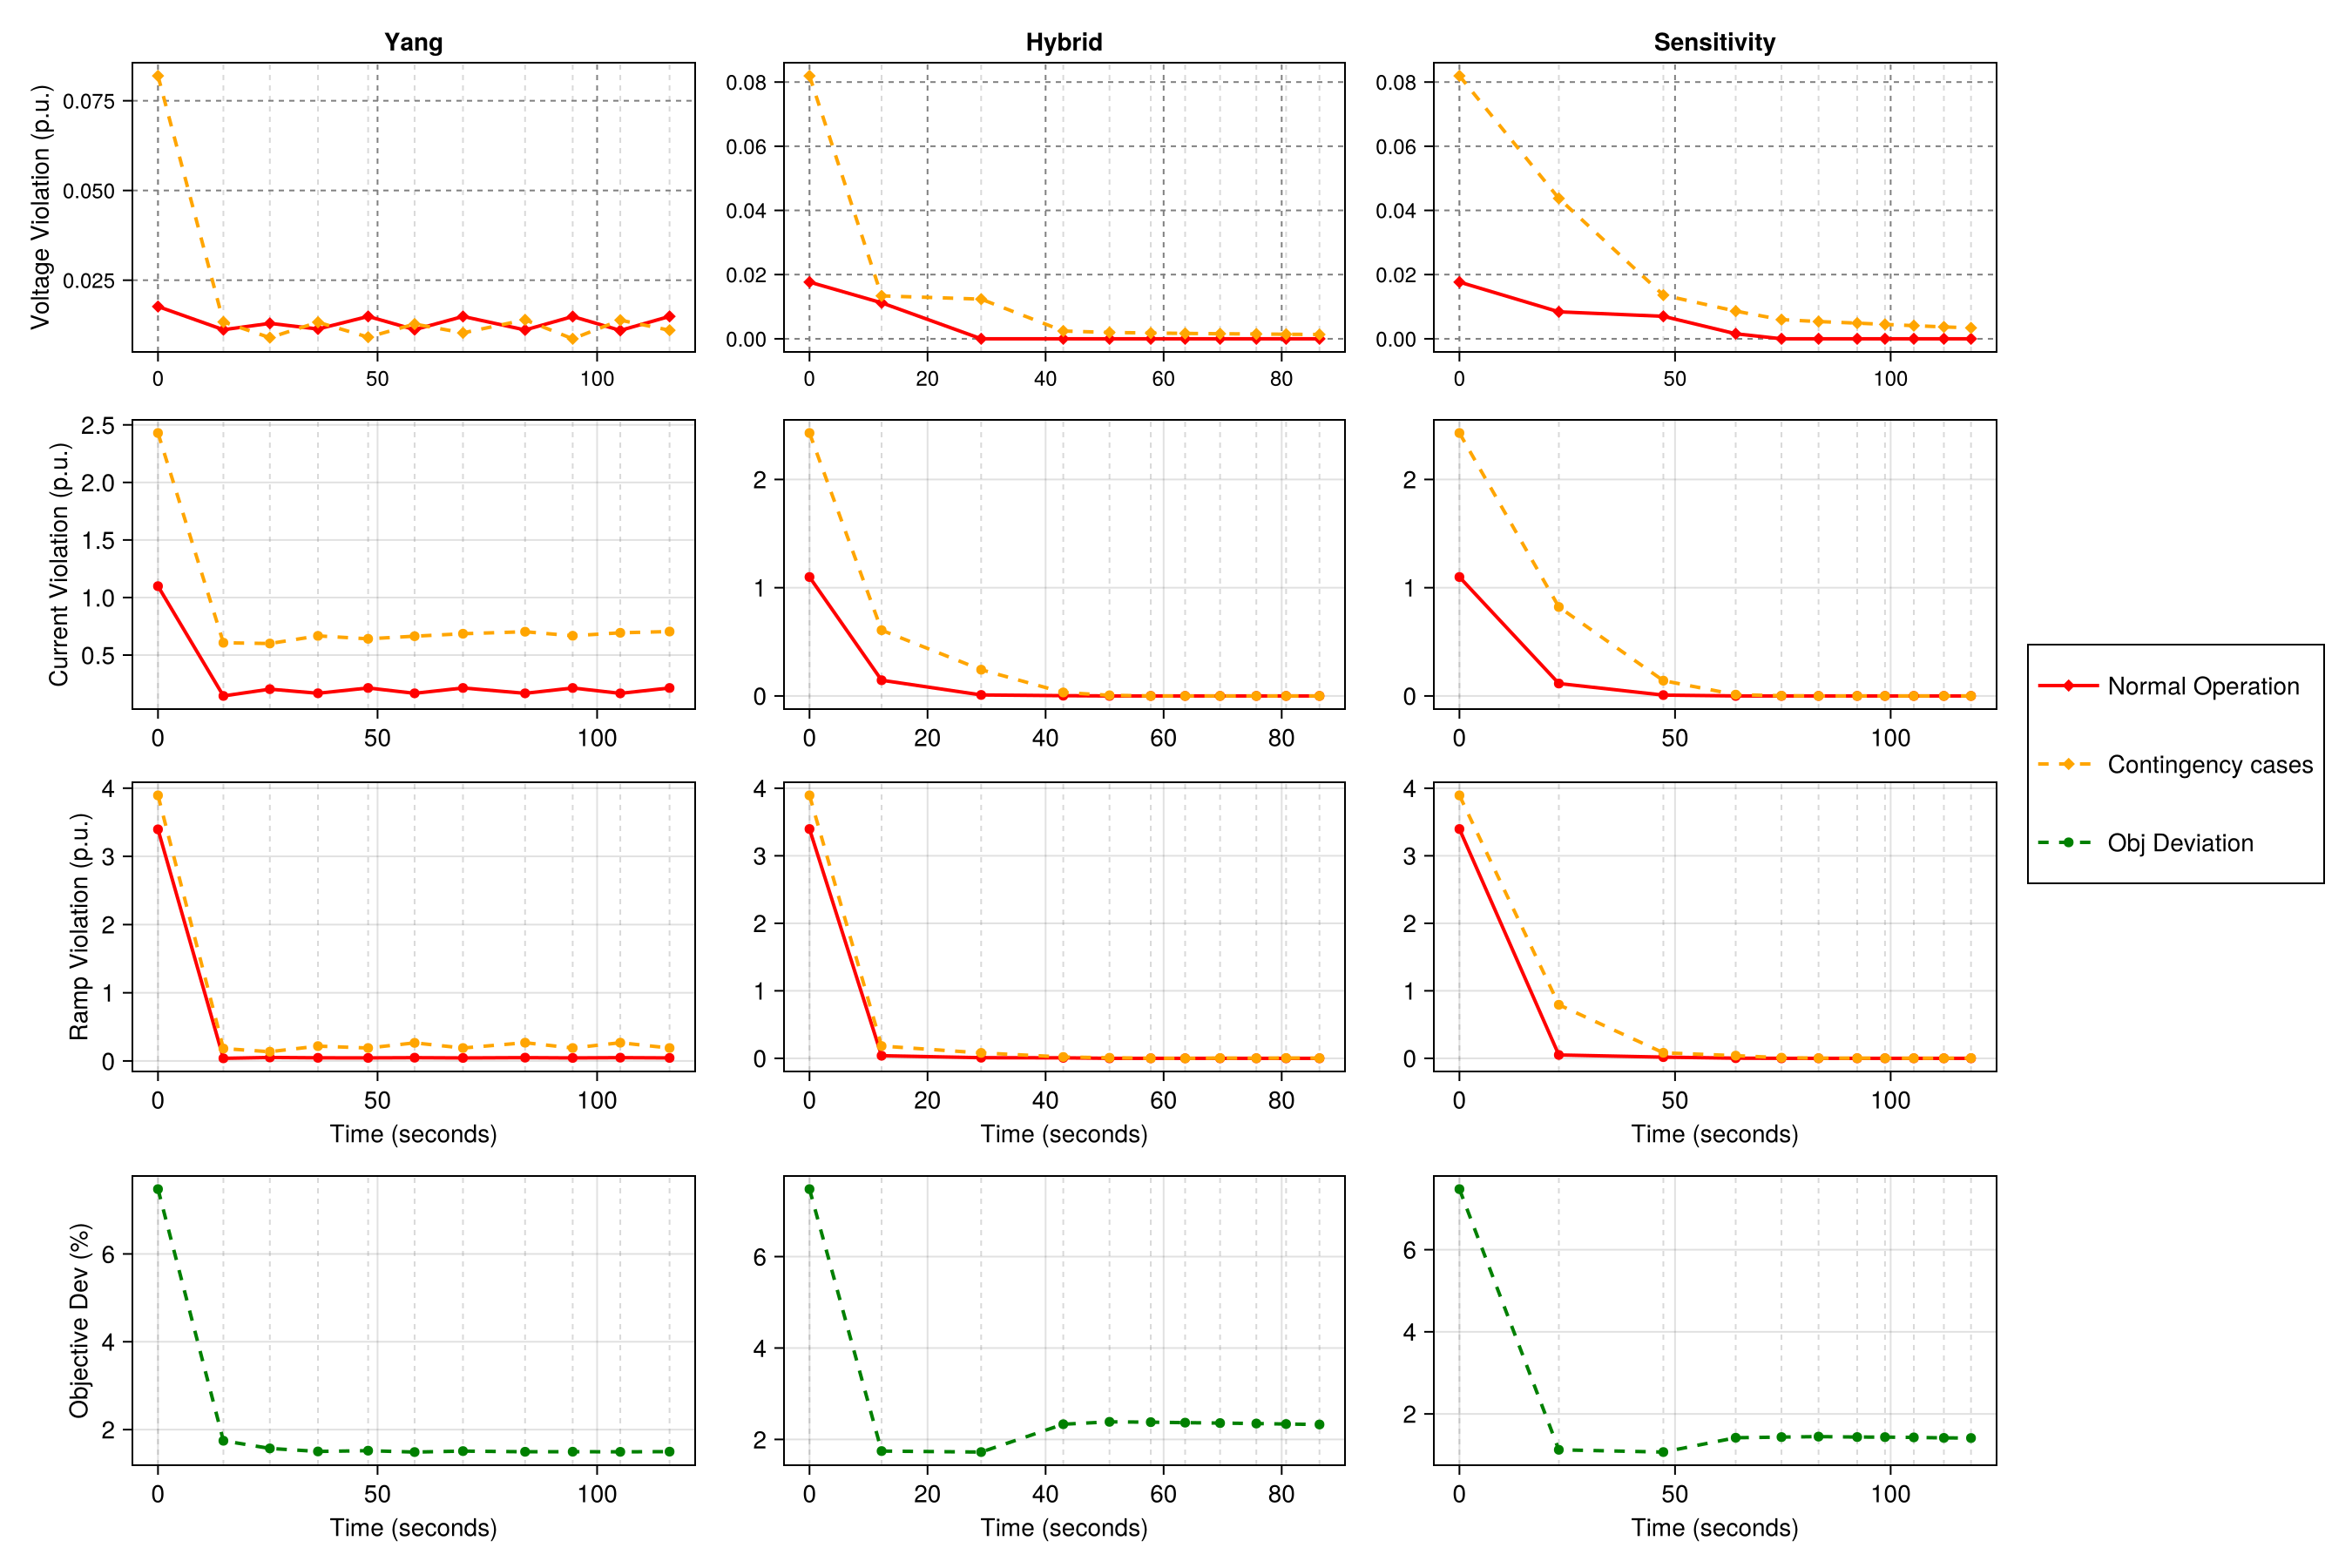 Yang
Hybrid
Sensitivity
Voltage Violation (p.u.)
0.075
0.050
0.025
0 50 100
0.08
0.06
0.04
0.02
0.00
0 20 40 60 80
0.08
0.06
0.04
0.02
0.00
0 50 100
Current Violation (p.u.)
2.5
2.0
1.5
1.0
0.5
0 50 100
2
1
0
0 20 40 60 80
2
1
0
0 50 100
Normal Operation
Contingency cases
Obj Deviation
Ramp Violation (p.u.)
4
3
2
1
0
0 50 100
Time (seconds)
4
3
2
1
0
0 20 40 60 80
Time (seconds)
4
3
2
1
0
0 50 100
Time (seconds)
Objective Dev (%)
6
4
2
0 50 100
Time (seconds)
6
4
2
0 20 40 60 80
Time (seconds)
6
4
2
0 50 100
Time (seconds)